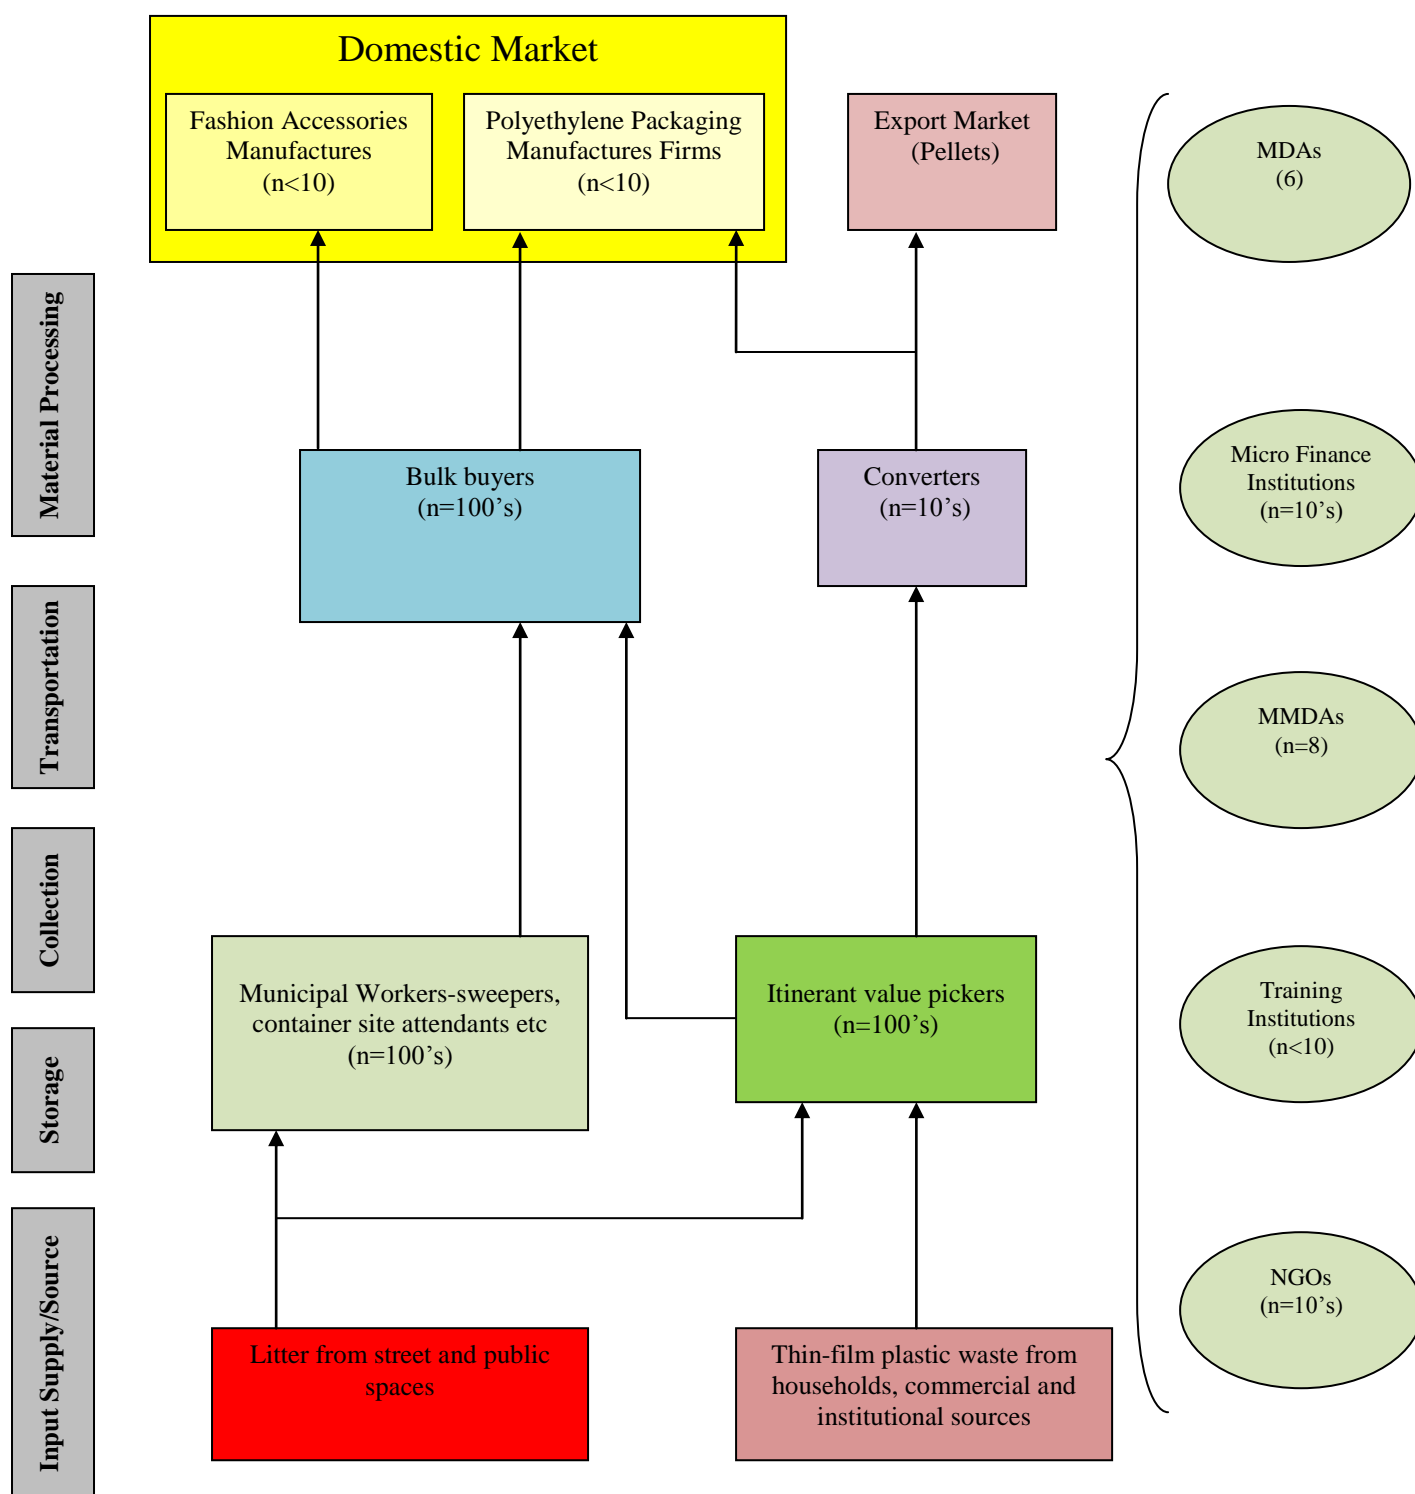 Domestic Market
Fashion Accessories
Manufactures
(n<10)
Polyethylene Packaging
Manufactures Firms
(n<10)
Export Market
(Pellets)
MDAs
(6)
Material Processing
Bulk buyers
(n=100’s)
Converters
(n=10’s)
Micro Finance
Institutions
(n=10’s)
Transportation
MMDAs
(n=8)
Collection
Municipal Workers-sweepers,
container site attendants etc
(n=100’s)
Itinerant value pickers
(n=100’s)
Training
Institutions
(n<10)
Storage
Input Supply/Source
Litter from street and public
spaces
Thin-film plastic waste from
households, commercial and
institutional sources
NGOs
(n=10’s)